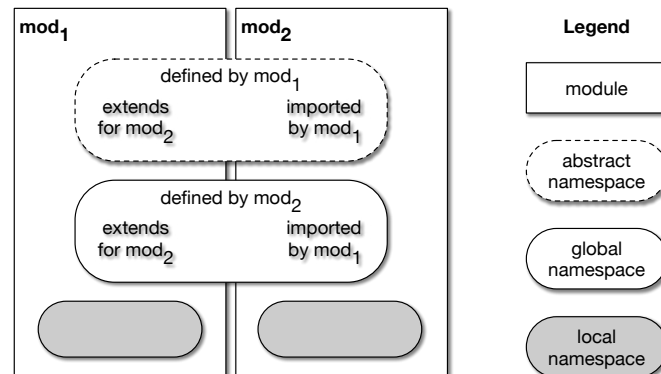 mod1
mod2
defined by mod1
extends
for mod2
imported
by mod1
defined by mod2
extends
for mod2
imported
by mod1
Legend
module
abstract
namespace
global
namespace
local
namespace